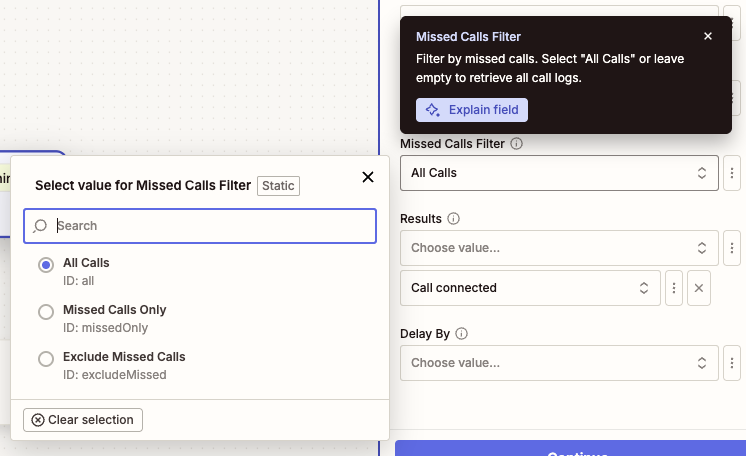 Missed Calls Filter
Filter by missed calls. Select "All Calls" or leave
empty to retrieve all call logs.
Explain field
Missed Calls Filter
All Calls
Results
Choose value...
Call connected
Delay By
Choose value...
Select value for Missed Calls Filter Static
Search
All Calls
ID: all
Missed Calls Only
ID: missedOnly
Exclude Missed Calls
ID: excludeMissed
Clear selection